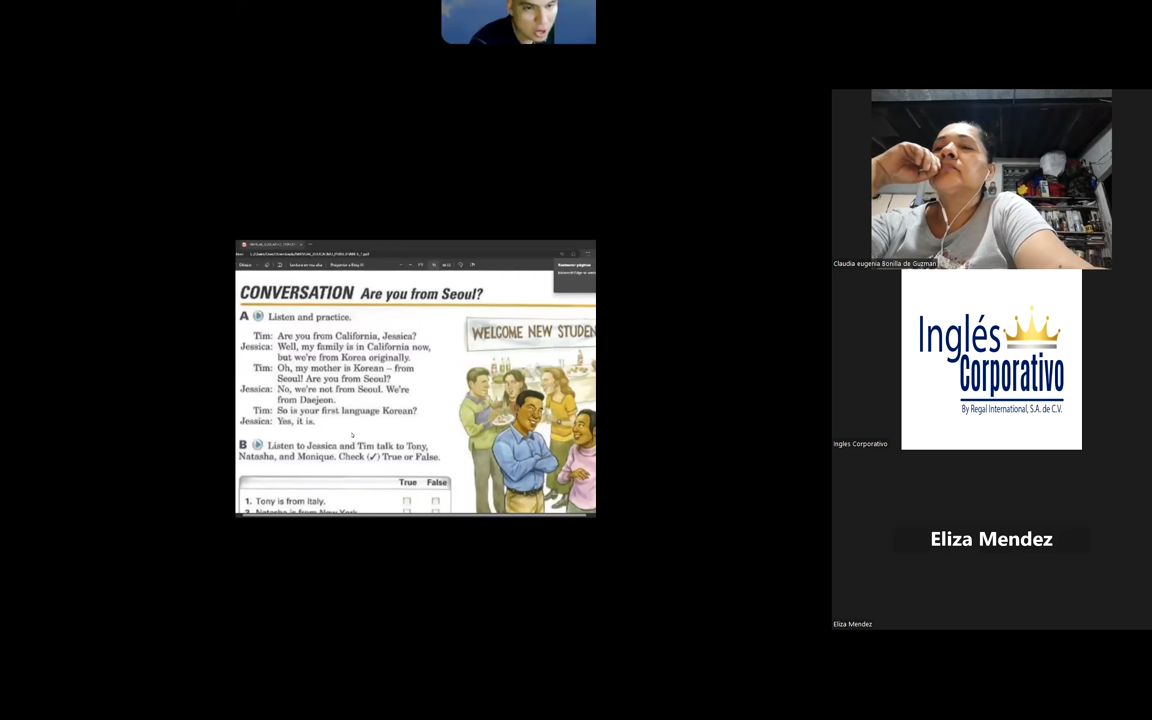 CONVERSATION Are you from Seoul?
A Listen and practice.
Tim: Are you from California, Jessica?
Jessica: Well, my family is in California now,
but we're from Korea originally.
Tim: Oh, my mother is Korean – from
Seoul! Are you from Seoul?
Jessica: No, we're not from Seoul. We're
from Daejeon.
Tim: So is your first language Korean?
Jessica: Yes, it is.
WELCOME NEW STUDEN
B Listen to Jessica and Tim talk to Tony,
Natasha, and Monique. Check (✓) True or False.
True False
1. Tony is from Italy.
Claudia eugenia Bonilla de Guzman
Inglés
Corporativo
By Regal International, S.A. de C.V.
Ingles Corporativo
Eliza Mendez
Eliza Mendez